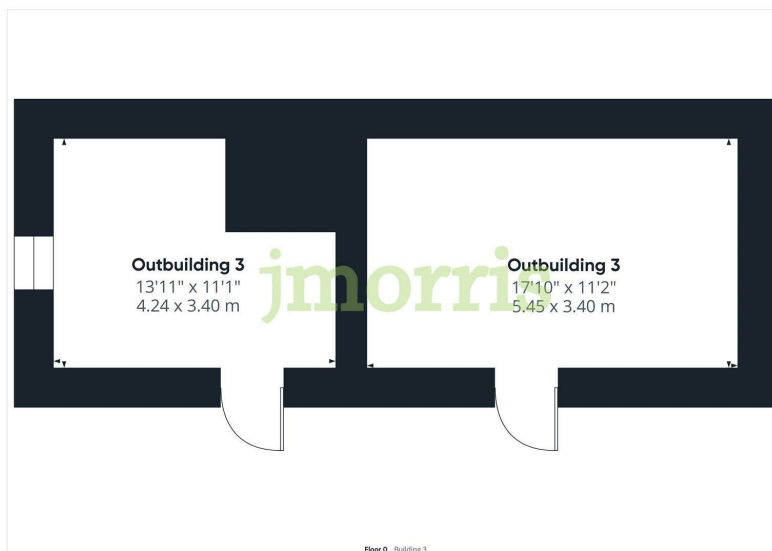 Outbuilding 3
13'11" x 11'1"
4.24 x 3.40 m
jmorris
Outbuilding 3
17'10" x 11'2"
5.45 x 3.40 m
Floor 0 Building 3